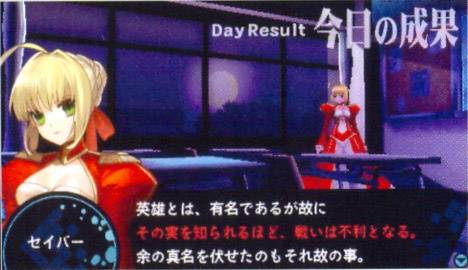 Day Result 今日の成果
英雄とは、有名であるが故に
その実を知られるほど、戦いは不利となる。
余の真名を伏せたのもそれ故の事。
セイバー